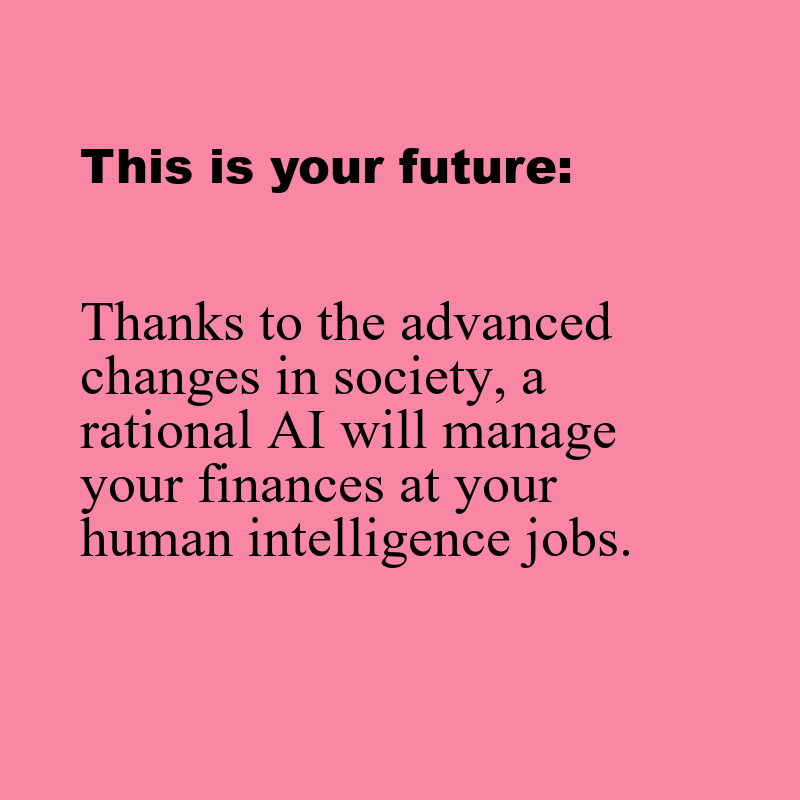 This is your future:
Thanks to the advanced
changes in society, a
rational AI will manage
your finances at your
human intelligence jobs.